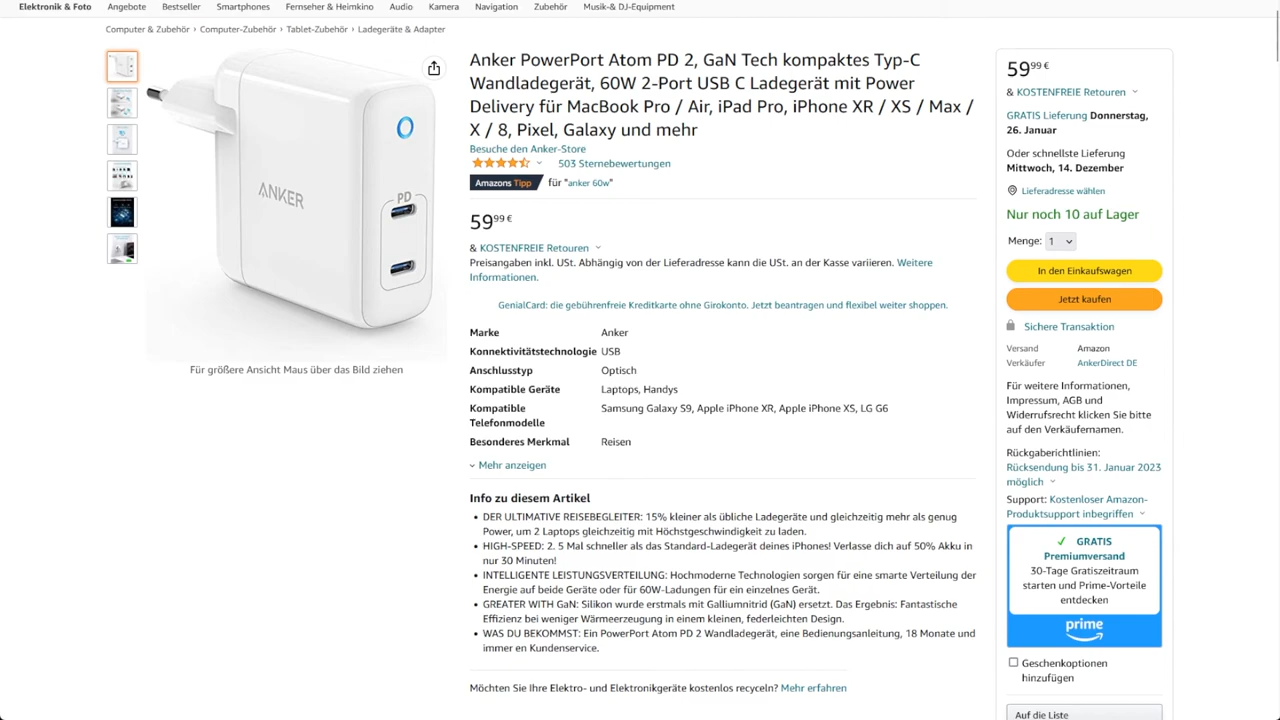 Elektronik & Foto Angebote Bestseller Smartphones Fernseher & Heimkino Audio Kamera Navigation Zubehör Musik-& DJ-Equipment
Computer & Zubehör › Computer-Zubehör › Tablet-Zubehör › Ladegeräte & Adapter
ANKER
PD
Für größere Ansicht Maus über das Bild ziehen
Anker PowerPort Atom PD 2, GaN Tech kompaktes Typ-C
Wandladegerät, 60W 2-Port USB C Ladegerät mit Power
Delivery für MacBook Pro / Air, iPad Pro, iPhone XR / XS / Max /
X / 8, Pixel, Galaxy und mehr
Besuche den Anker-Store
503 Sternebewertungen
Amazons Tipp für "anker 60w"
59 99 €
& KOSTENFREIE Retouren
Preisangaben inkl. USt. Abhängig von der Lieferadresse kann die USt. an der Kasse variieren. Weitere
Informationen.
GenialCard: die gebührenfreie Kreditkarte ohne Girokonto. Jetzt beantragen und flexibel weiter shoppen.
Marke Anker
Konnektivitätstechnologie USB
Anschlusstyp Optisch
Kompatible Geräte Laptops, Handys
Kompatible Samsung Galaxy S9, Apple iPhone XR, Apple iPhone XS, LG G6
Telefonmodelle
Besonderes Merkmal Reisen
Mehr anzeigen
Info zu diesem Artikel
• DER ULTIMATIVE REISEBEGLEITER: 15% kleiner als übliche Ladegeräte und gleichzeitig mehr als genug
Power, um 2 Laptops gleichzeitig mit Höchstgeschwindigkeit zu laden.
• HIGH-SPEED: 2. 5 Mal schneller als das Standard-Ladegerät deines iPhones! Verlasse dich auf 50% Akku in
nur 30 Minuten!
• INTELLIGENTE LEISTUNGSVERTEILUNG: Hochmoderne Technologien sorgen für eine smarte Verteilung der
Energie auf beide Geräte oder für 60W-Ladungen für ein einzelnes Gerät.
• GREATER WITH GaN: Silikon wurde erstmals mit Galliumnitrid (GaN) ersetzt. Das Ergebnis: Fantastische
Effizienz bei weniger Wärmeerzeugung in einem kleinen, federleichten Design.
• WAS DU BEKOMMST: Ein PowerPort Atom PD 2 Wandladegerät, eine Bedienungsanleitung, 18 Monate und
immer en Kundenservice.
Möchten Sie Ihre Elektro- und Elektronikgeräte kostenlos recyceln? Mehr erfahren
59 99 €
& KOSTENFREIE Retouren
GRATIS Lieferung Donnerstag,
26. Januar
Oder schnellste Lieferung
Mittwoch, 14. Dezember
Lieferadresse wählen
Nur noch 10 auf Lager
Menge: 1
In den Einkaufswagen
Jetzt kaufen
Sichere Transaktion
Versand Amazon
Verkäufer AnkerDirect DE
Für weitere Informationen,
Impressum, AGB und
Widerrufsrecht klicken Sie bitte
auf den Verkäufernamen.
Rückgaberichtlinien:
Rücksendung bis 31. Januar 2023
möglich
Support: Kostenloser Amazon-
Produktsupport inbegriffen
GRATIS
Premiumversand
30-Tage Gratiszeitraum
starten und Prime-Vorteile
entdecken
prime
Geschenkoptionen
hinzufügen
Auf die Liste